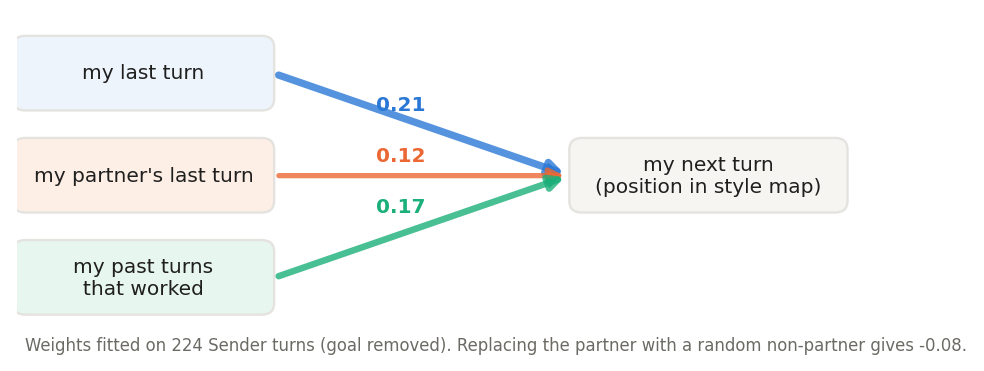 my last turn
0.21
my partner's last turn
0.12
my past turns
that worked
0.17
my next turn
(position in style map)
Weights fitted on 224 Sender turns (goal removed). Replacing the partner with a random non-partner gives -0.08.